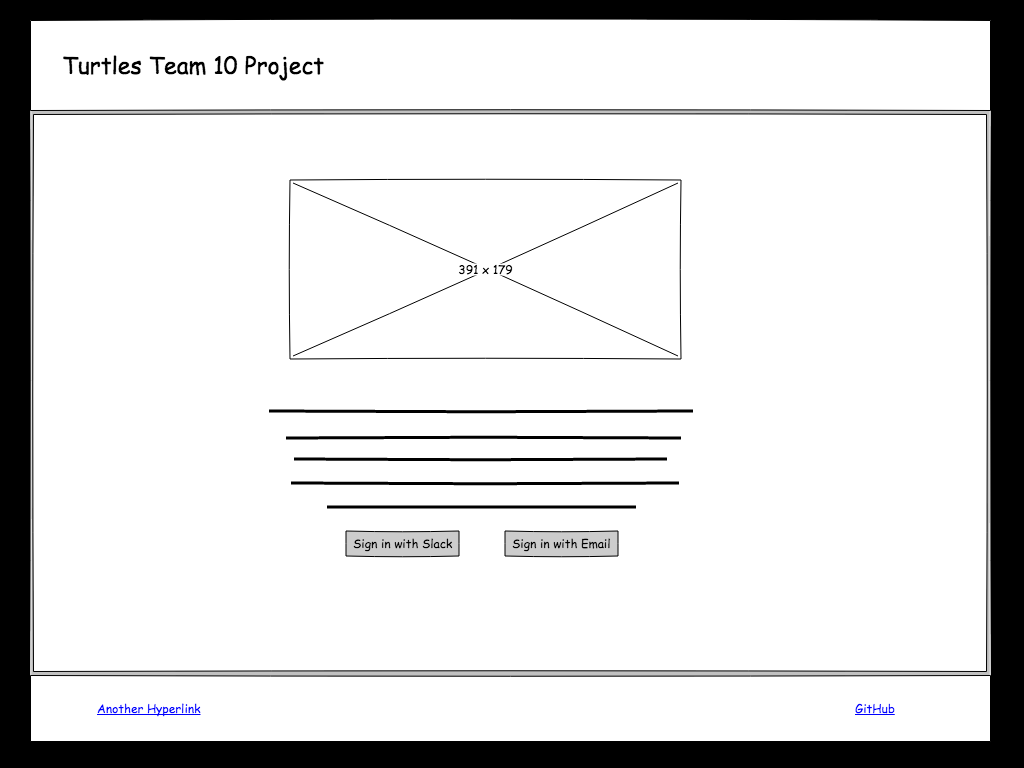 Turtles Team 10 Project
391 x 179
Sign in with Slack
Sign in with Email
Another Hyperlink
GitHub